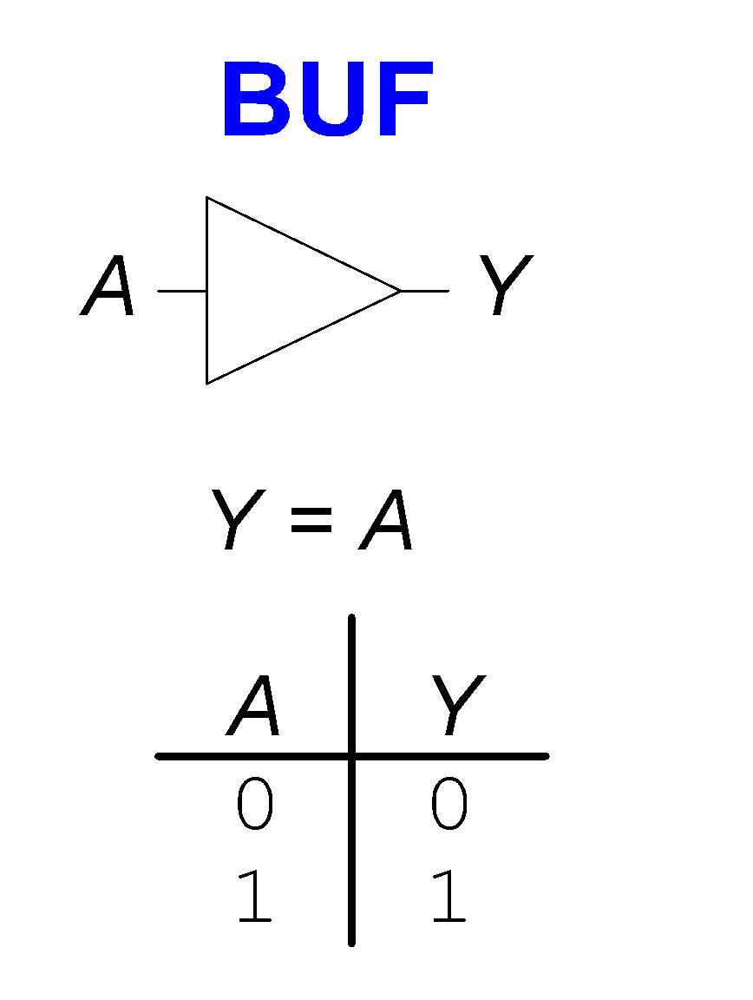 BUF
A Y
Y = A
A Y
0 0
1 1